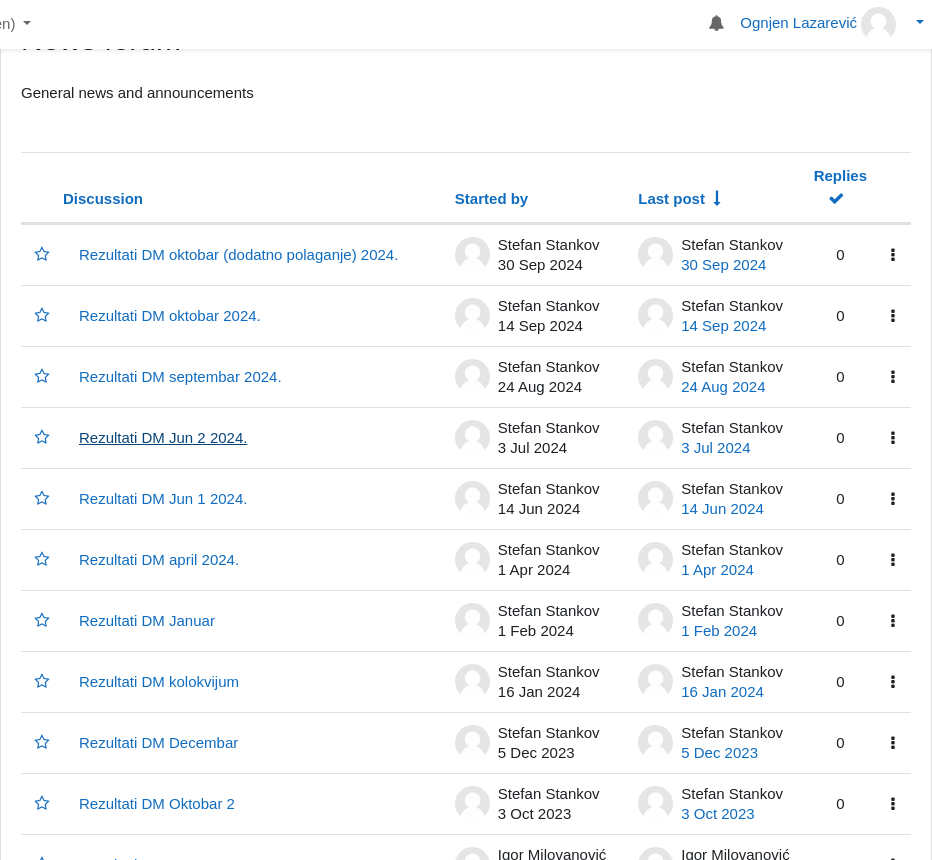 en)
Ognjen Lazarević
News forum
General news and announcements
Discussion
Started by
Last post
Replies
Rezultati DM oktobar (dodatno polaganje) 2024.
Stefan Stankov
30 Sep 2024
Stefan Stankov
30 Sep 2024
0
Rezultati DM oktobar 2024.
Stefan Stankov
14 Sep 2024
Stefan Stankov
14 Sep 2024
0
Rezultati DM septembar 2024.
Stefan Stankov
24 Aug 2024
Stefan Stankov
24 Aug 2024
0
Rezultati DM Jun 2 2024.
Stefan Stankov
3 Jul 2024
Stefan Stankov
3 Jul 2024
0
Rezultati DM Jun 1 2024.
Stefan Stankov
14 Jun 2024
Stefan Stankov
14 Jun 2024
0
Rezultati DM april 2024.
Stefan Stankov
1 Apr 2024
Stefan Stankov
1 Apr 2024
0
Rezultati DM Januar
Stefan Stankov
1 Feb 2024
Stefan Stankov
1 Feb 2024
0
Rezultati DM kolokvijum
Stefan Stankov
16 Jan 2024
Stefan Stankov
16 Jan 2024
0
Rezultati DM Decembar
Stefan Stankov
5 Dec 2023
Stefan Stankov
5 Dec 2023
0
Rezultati DM Oktobar 2
Stefan Stankov
3 Oct 2023
Stefan Stankov
3 Oct 2023
0
Igor Milovanović
Igor Milovanović